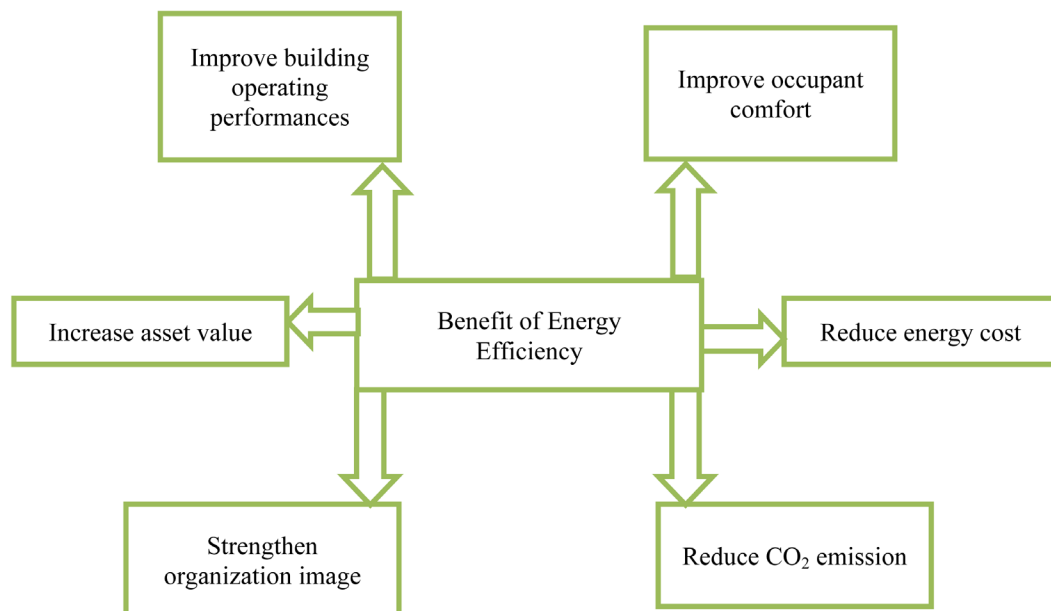 Improve building
operating
performances
Improve occupant
comfort
Increase asset value
Benefit of Energy
Efficiency
Reduce energy cost
Strengthen
organization image
Reduce CO₂ emission